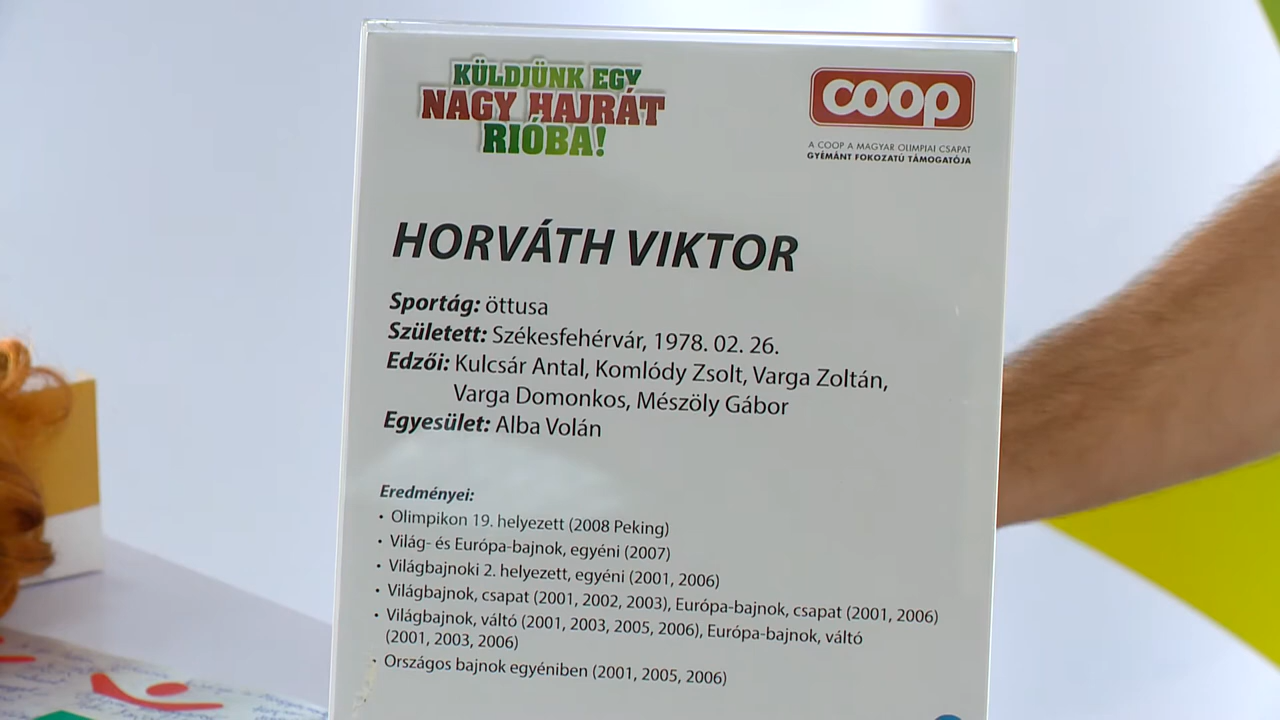 KÜLDJÜNK EGY
NAGY HAJRÁT
RIÓBA!
coop
A COOP A MAGYAR OLIMPIAI CSAPAT
GYÉMÁNT FOKOZATÚ TÁMOGATÓJA
HORVÁTH VIKTOR
Sportág: öttusa
Született: Székesfehérvár, 1978. 02. 26.
Edzői: Kulcsár Antal, Komlódy Zsolt, Varga Zoltán,
Varga Domonkos, Mészöly Gábor
Egyesület: Alba Volán
Eredményei:
• Olimpikon 19. helyezett (2008 Peking)
• Világ- és Európa-bajnok, egyéni (2007)
• Világbajnoki 2. helyezett, egyéni (2001, 2006)
• Világbajnok, csapat (2001, 2002, 2003), Európa-bajnok, csapat (2001, 2006)
• Világbajnok, váltó (2001, 2003, 2005, 2006), Európa-bajnok, váltó
(2001, 2003, 2006)
• Országos bajnok egyéniben (2001, 2005, 2006)